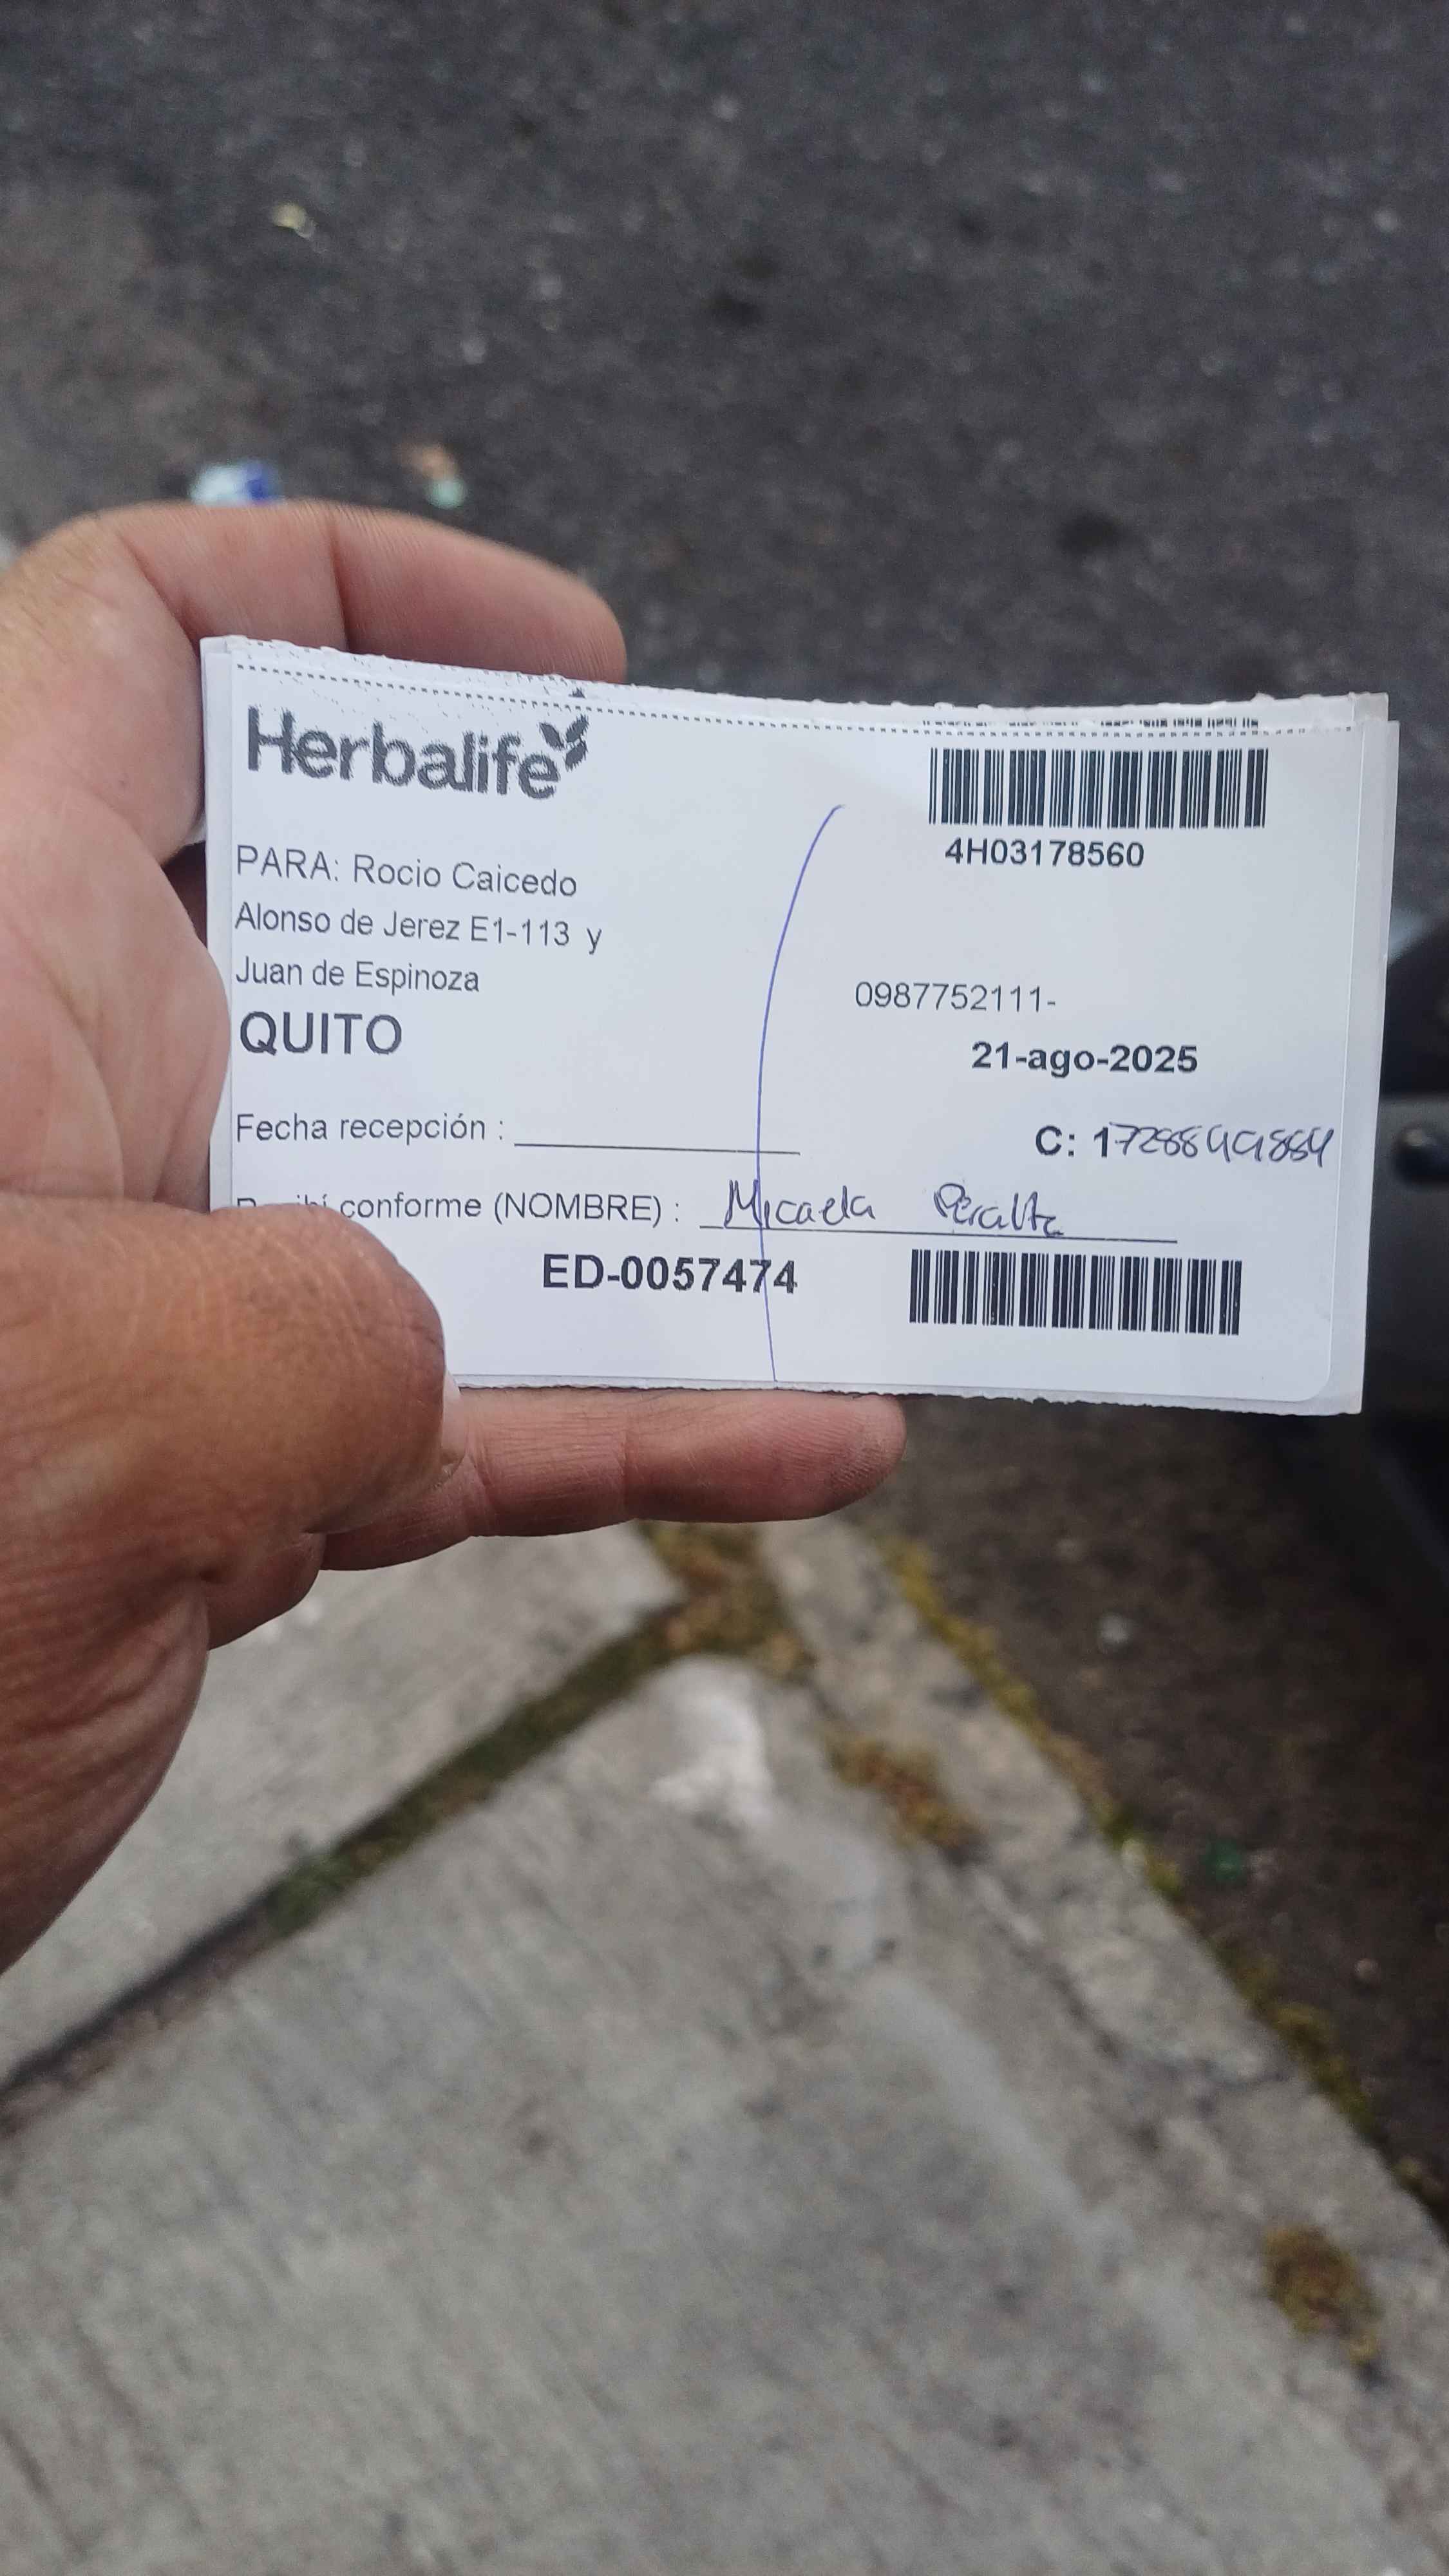 Herbalife
4H03178560
PARA: Rocio Caicedo
Alonso de Jerez E1-113 y
Juan de Espinoza
QUITO
0987752111-
21-ago-2025
Fecha recepción :
C: 1
conforme (NOMBRE) : Micaela Peralta
ED-0057474